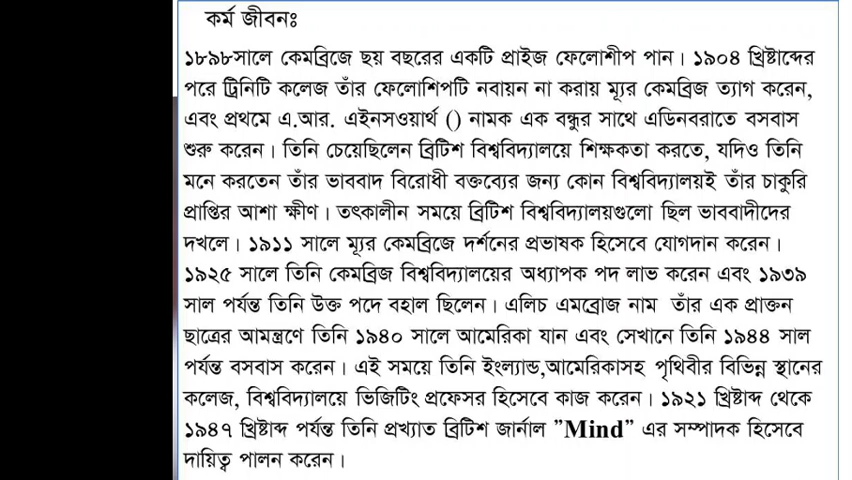 কর্ম জীবনঃ
১৮৯৮সালে কেমব্রিজে ছয় বছরের একটি প্রাইজ ফেলোশীপ পান। ১৯০৪ খ্রিষ্টাব্দের
পরে ট্রিনিটি কলেজ তাঁর ফেলোশিপটি নবায়ন না করায় ম্যূর কেমব্রিজ ত্যাগ করেন,
এবং প্রথমে এ.আর. এইনসওয়ার্থ () নামক এক বন্ধুর সাথে এডিনবরাতে বসবাস
শুরু করেন। তিনি চেয়েছিলেন ব্রিটিশ বিশ্ববিদ্যালয়ে শিক্ষকতা করতে, যদিও তিনি
মনে করতেন তাঁর ভাববাদ বিরোধী বক্তব্যের জন্য কোন বিশ্ববিদ্যালয়ই তাঁর চাকুরি
প্রাপ্তির আশা ক্ষীণ। তৎকালীন সময়ে ব্রিটিশ বিশ্ববিদ্যালয়গুলো ছিল ভাববাদীদের
দখলে। ১৯১১ সালে ম্যূর কেমব্রিজে দর্শনের প্রভাষক হিসেবে যোগদান করেন।
১৯২৫ সালে তিনি কেমব্রিজ বিশ্ববিদ্যালয়ের অধ্যাপক পদ লাভ করেন এবং ১৯৩৯
সাল পর্যন্ত তিনি উক্ত পদে বহাল ছিলেন। এলিচ এমব্রোজ নাম তাঁর এক প্রাক্তন
ছাত্রের আমন্ত্রণে তিনি ১৯৪০ সালে আমেরিকা যান এবং সেখানে তিনি ১৯৪৪ সাল
পর্যন্ত বসবাস করেন। এই সময়ে তিনি ইংল্যান্ড,আমেরিকাসহ পৃথিবীর বিভিন্ন স্থানের
কলেজ, বিশ্ববিদ্যালয়ে ভিজিটিং প্রফেসর হিসেবে কাজ করেন। ১৯২১ খ্রিষ্টাব্দ থেকে
১৯৪৭ খ্রিষ্টাব্দ পর্যন্ত তিনি প্রখ্যাত ব্রিটিশ জার্নাল ”Mind” এর সম্পাদক হিসেবে
দায়িত্ব পালন করেন।